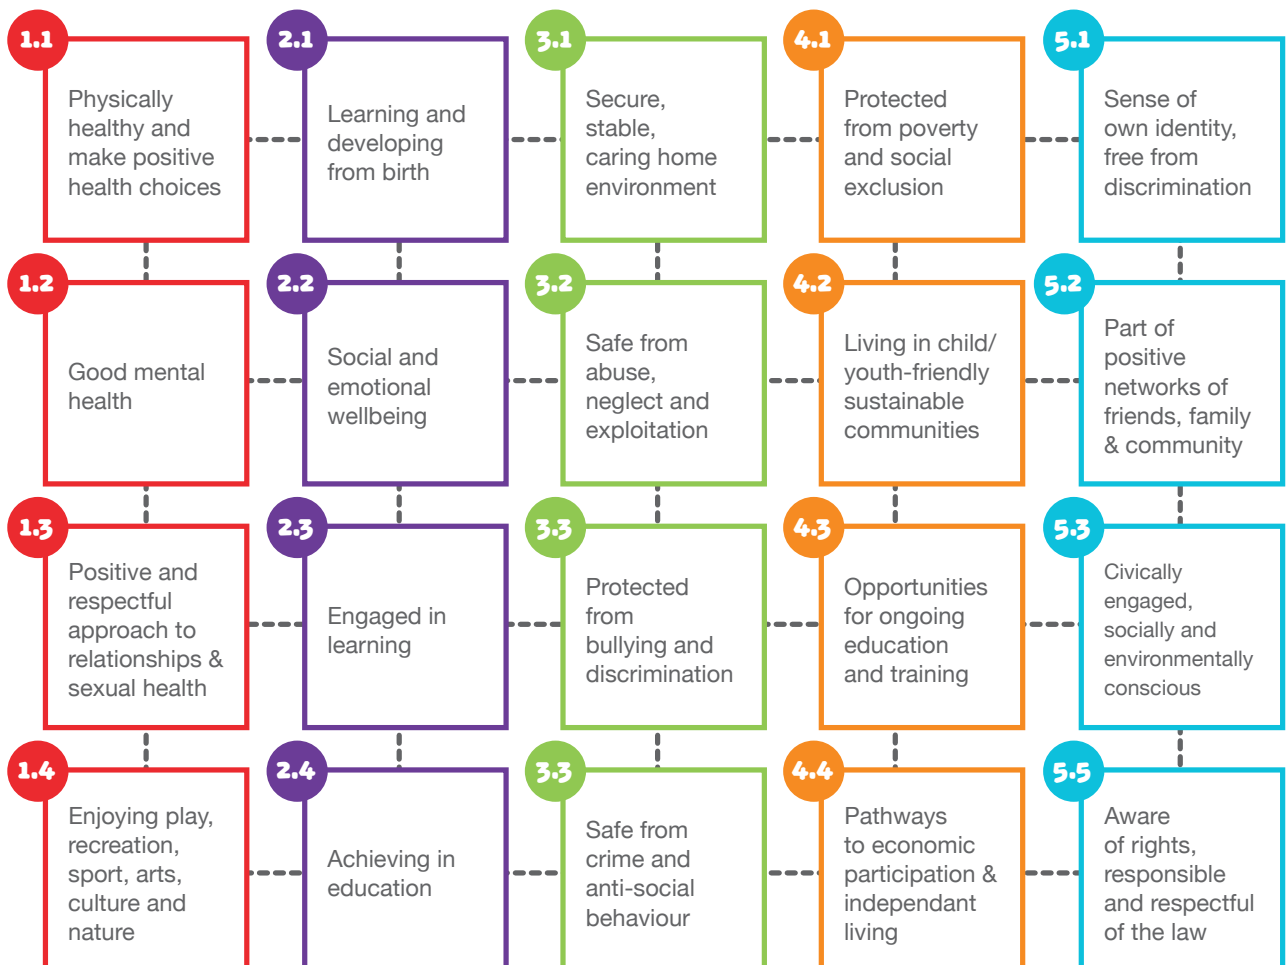 1.1
Physically
healthy and
make positive
health choices
2.1
Learning and
developing
from birth
3.1
Secure,
stable,
caring home
environment
4.1
Protected
from poverty
and social
exclusion
5.1
Sense of
own identity,
free from
discrimination
1.2
Good mental
health
2.2
Social and
emotional
wellbeing
3.2
Safe from
abuse,
neglect and
exploitation
4.2
Living in child/
youth-friendly
sustainable
communities
5.2
Part of
positive
networks of
friends, family
& community
1.3
Positive and
respectful
approach to
relationships &
sexual health
2.3
Engaged in
learning
3.3
Protected
from
bullying and
discrimination
4.3
Opportunities
for ongoing
education
and training
5.3
Civically
engaged,
socially and
environmentally
conscious
1.4
Enjoying play,
recreation,
sport, arts,
culture and
nature
2.4
Achieving in
education
3.3
Safe from
crime and
anti-social
behaviour
4.4
Pathways
to economic
participation &
independant
living
5.5
Aware
of rights,
responsible
and respectful
of the law